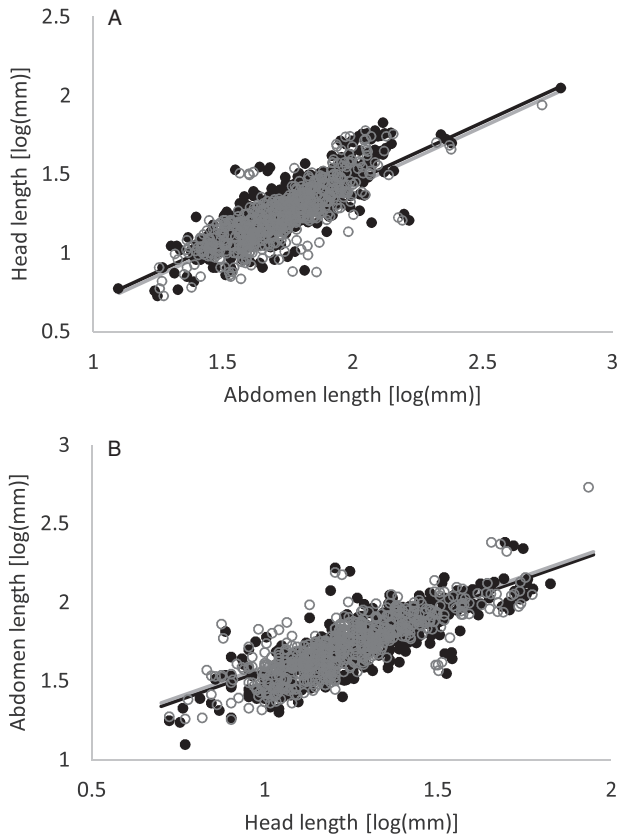 A
2.5
2
1.5
1
0.5
Head length [log(mm)]
1 1.5 2 2.5 3
Abdomen length [log(mm)]
B
3
2.5
2
1.5
1
Abdomen length [log(mm)]
0.5 1 1.5 2
Head length [log(mm)]